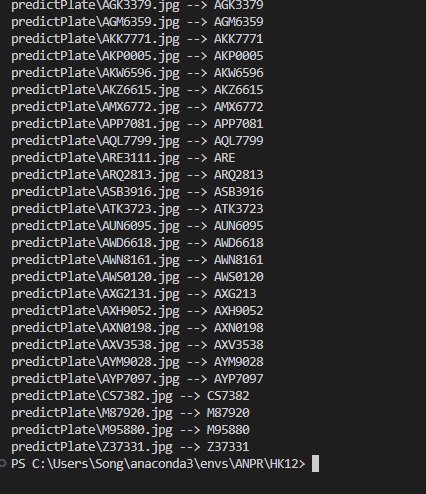 predictPlate\AGK3379.jpg --> AGK3379
predictPlate\AGM6359.jpg --> AGM6359
predictPlate\AKK7771.jpg --> AKK7771
predictPlate\AKP0005.jpg --> AKP0005
predictPlate\AKW6596.jpg --> AKW6596
predictPlate\AKZ6615.jpg --> AKZ6615
predictPlate\AMX6772.jpg --> AMX6772
predictPlate\APP7081.jpg --> APP7081
predictPlate\AQL7799.jpg --> AQL7799
predictPlate\ARE3111.jpg --> ARE
predictPlate\ARQ2813.jpg --> ARQ2813
predictPlate\ASB3916.jpg --> ASB3916
predictPlate\ATK3723.jpg --> ATK3723
predictPlate\AUN6095.jpg --> AUN6095
predictPlate\AWD6618.jpg --> AWD6618
predictPlate\AWN8161.jpg --> AWN8161
predictPlate\AWS0120.jpg --> AWS0120
predictPlate\AXG2131.jpg --> AXG213
predictPlate\AXH9052.jpg --> AXH9052
predictPlate\AXN0198.jpg --> AXN0198
predictPlate\AXV3538.jpg --> AXV3538
predictPlate\AYM9028.jpg --> AYM9028
predictPlate\AYP7097.jpg --> AYP7097
predictPlate\CS7382.jpg --> CS7382
predictPlate\M87920.jpg --> M87920
predictPlate\M95880.jpg --> M95880
predictPlate\Z37331.jpg --> Z37331
PS C:\Users\Song\anaconda3\envs\ANPR\HK12>